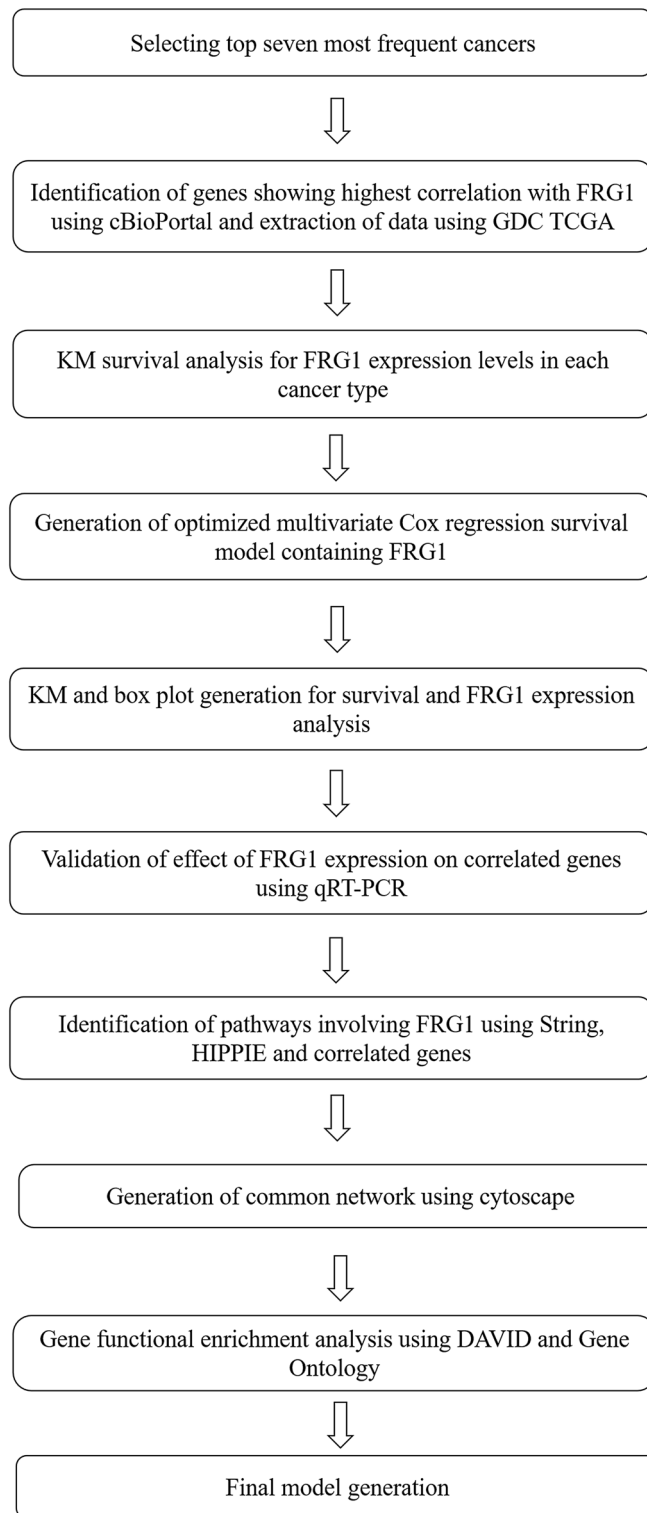 Selecting top seven most frequent cancers
Identification of genes showing highest correlation with FRG1
using cBioPortal and extraction of data using GDC TCGA
KM survival analysis for FRG1 expression levels in each
cancer type
Generation of optimized multivariate Cox regression survival
model containing FRG1
KM and box plot generation for survival and FRG1 expression
analysis
Validation of effect of FRG1 expression on correlated genes
using qRT-PCR
Identification of pathways involving FRG1 using String,
HIPPIE and correlated genes
Generation of common network using cytoscape
Gene functional enrichment analysis using DAVID and Gene
Ontology
Final model generation